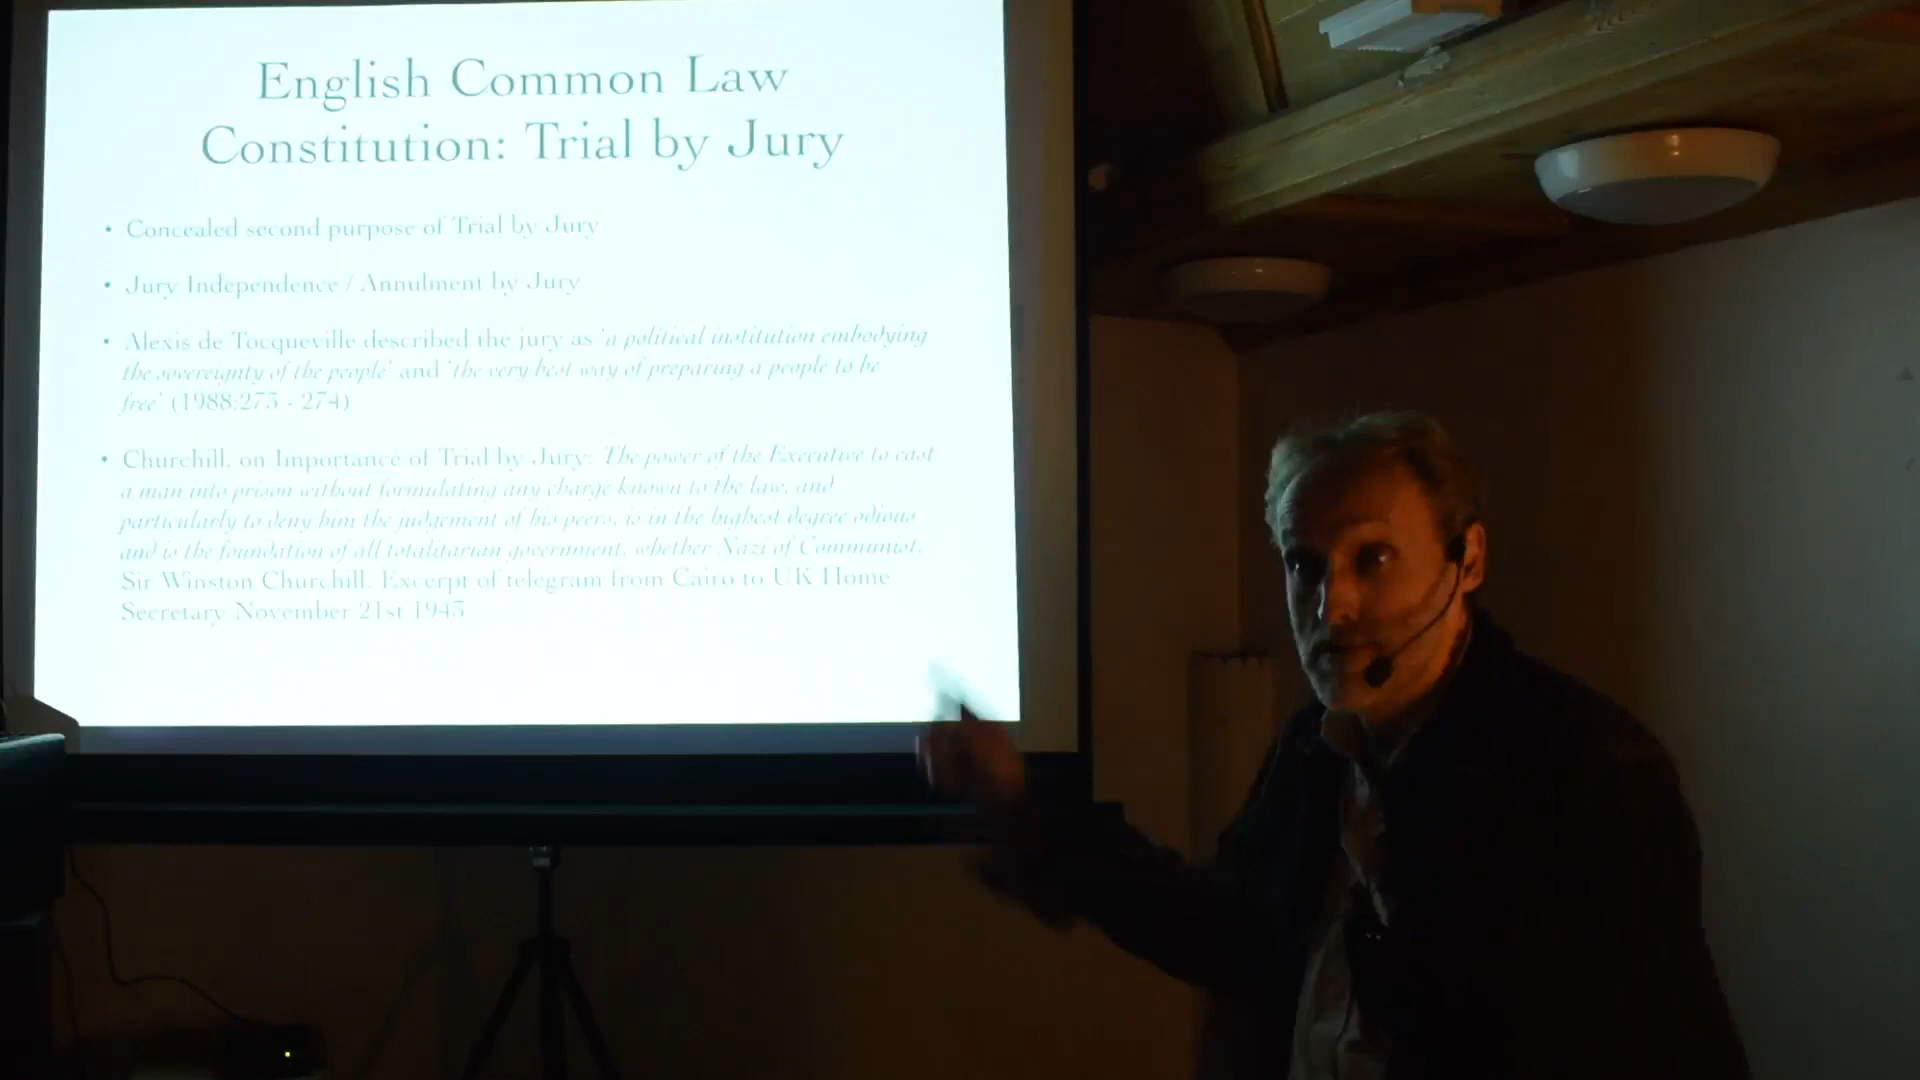 English Common Law
Constitution: Trial by Jury
• Concealed second purpose of Trial by Jury
• Jury Independence / Annulment by Jury
• Alexis de Tocqueville described the jury as 'a political institution embodying
the sovereignty of the people' and 'the very best way of preparing a people to be
free' (1988:273 - 274)
• Churchill, on Importance of Trial by Jury: The power of the Executive to cast
a man into prison without formulating any charge known to the law, and
particularly to deny him the judgement of his peers, is in the highest degree odious
and is the foundation of all totalitarian government, whether Nazi of Communist.
Sir Winston Churchill. Excerpt of telegram from Cairo to UK Home
Secretary November 21st 1943